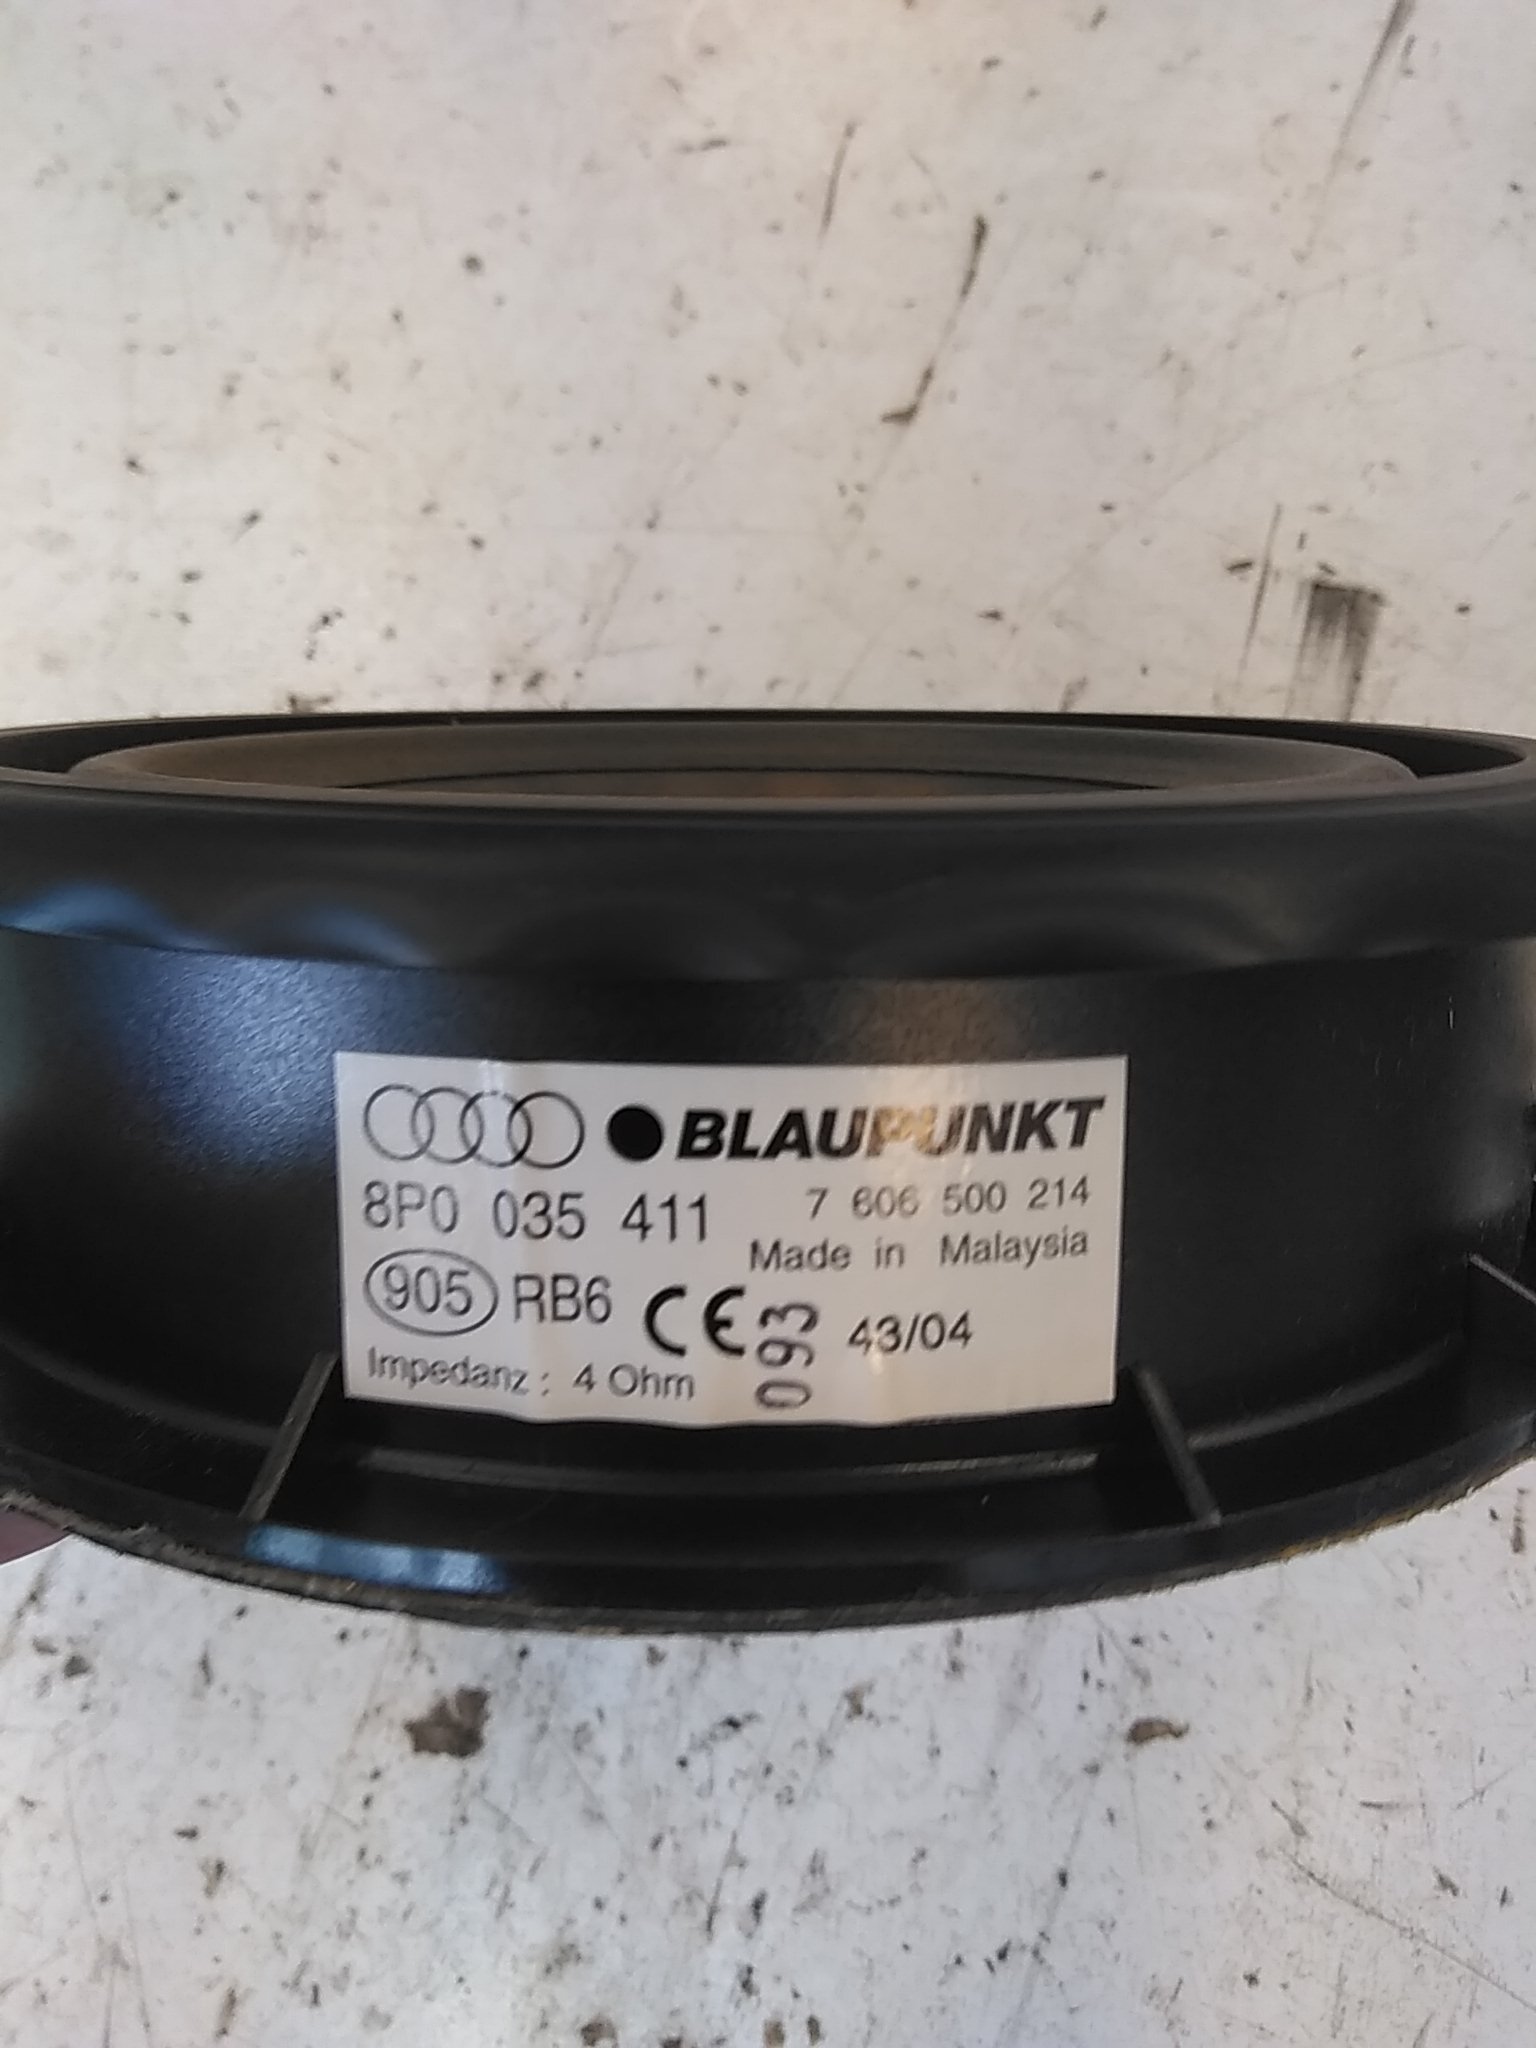 BLAUPUNKT
8P0 035 411
7 606 500 214
Made in Malaysia
905 RB6 CE
093
43/04
Impedanz : 4 Ohm